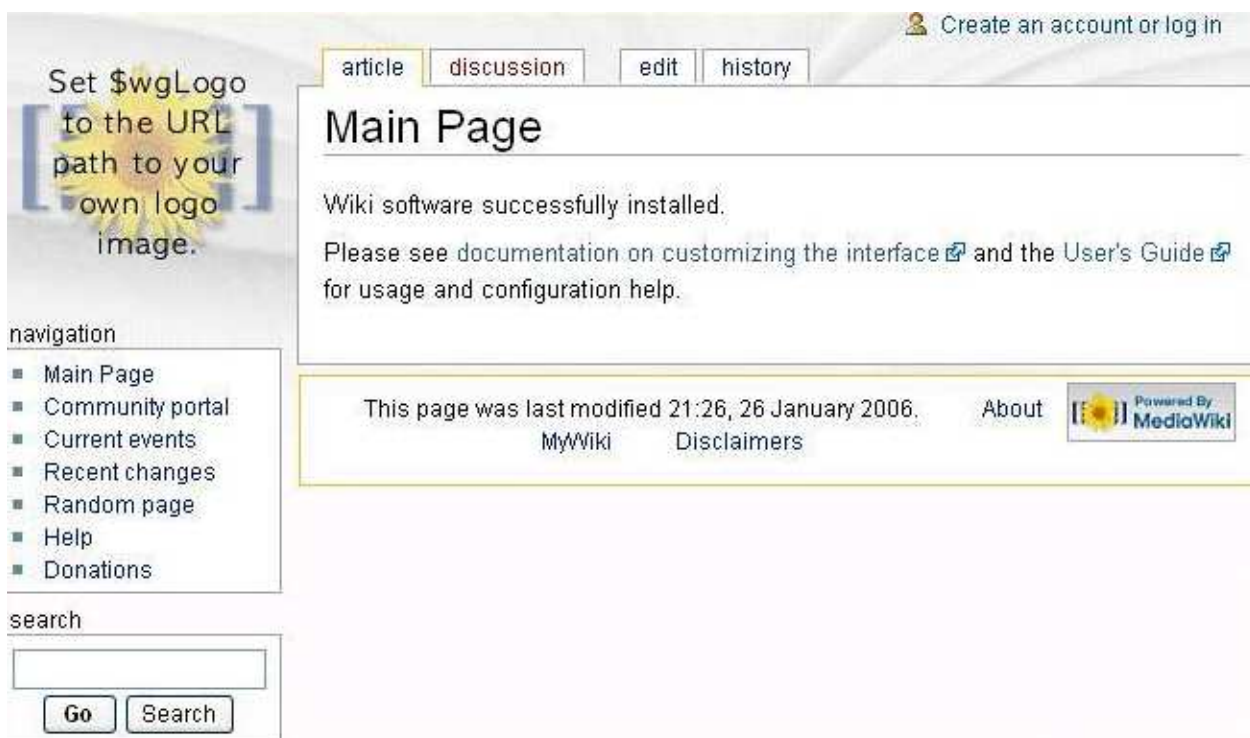 Create an account or log in
Set $wgLogo
to the URL
path to your
own logo
image.
article discussion edit history
Main Page
Wiki software successfully installed.
Please see documentation on customizing the interface and the User's Guide
for usage and configuration help.
navigation
Main Page
Community portal
Current events
Recent changes
Random page
Help
Donations
This page was last modified 21:26, 26 January 2006. About
MyWiki Disclaimers
Powered By
MediaWiki
search
Go Search